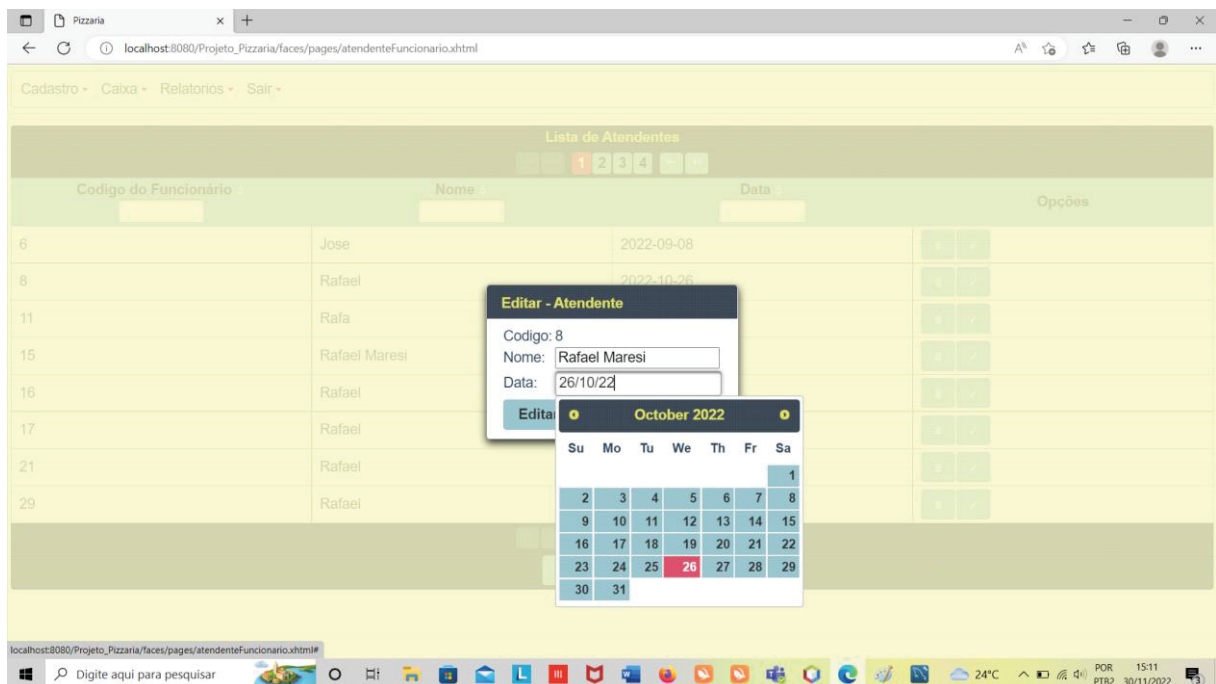 Pizzaria
localhost:8080/Projeto_Pizzaria/faces/pages/atendenteFuncionario.xhtml
Cadastro Caixa Relatorios Sair
Lista de Atendentes
1 2 3 4
Codigo do Funcionário Nome Data Opções
6 Jose 2022-09-08
8 Rafael 2022-10-26
11 Rafa
15 Rafael Maresi
16 Rafael
17 Rafael
21 Rafael
29 Rafael
Editar - Atendente
Codigo: 8
Nome: Rafael Maresi
Data: 26/10/22
Edita
October 2022
Su Mo Tu We Th Fr Sa
1
2 3 4 5 6 7 8
9 10 11 12 13 14 15
16 17 18 19 20 21 22
23 24 25 26 27 28 29
30 31
localhost:8080/Projeto_Pizzaria/faces/pages/atendenteFuncionario.xhtml#
Digite aqui para pesquisar
24°C
POR
PTB2
15:11
30/11/2022